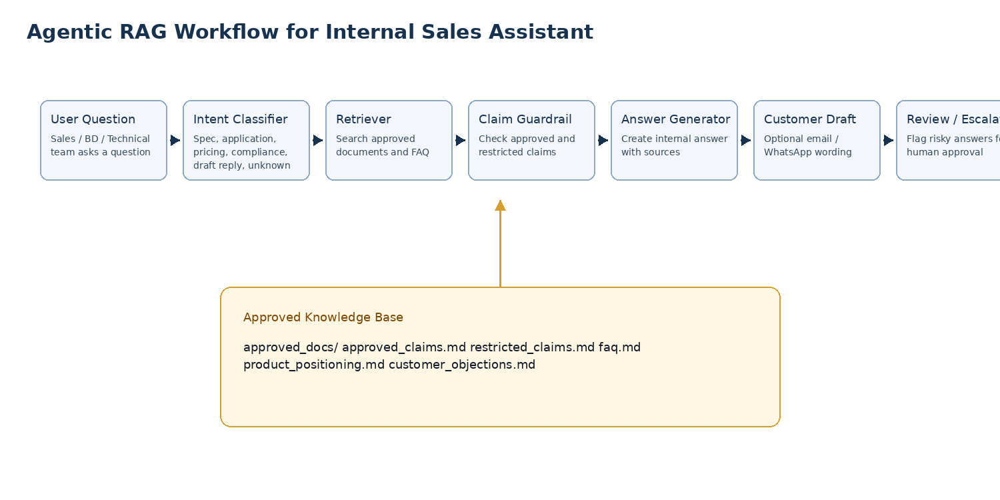 Agentic RAG Workflow for Internal Sales Assistant
User Question
Sales / BD / Technical
team asks a question
Intent Classifier
Spec, application,
pricing, compliance,
draft reply, unknown
Retriever
Search approved
documents and FAQ
Claim Guardrail
Check approved and
restricted claims
Answer Generator
Create internal answer
with sources
Customer Draft
Optional email /
WhatsApp wording
Review /
Flag risky answers
human approval
Approved Knowledge Base
approved_docs/ approved_claims.md restricted_claims.md faq.md
product_positioning.md customer_objections.md